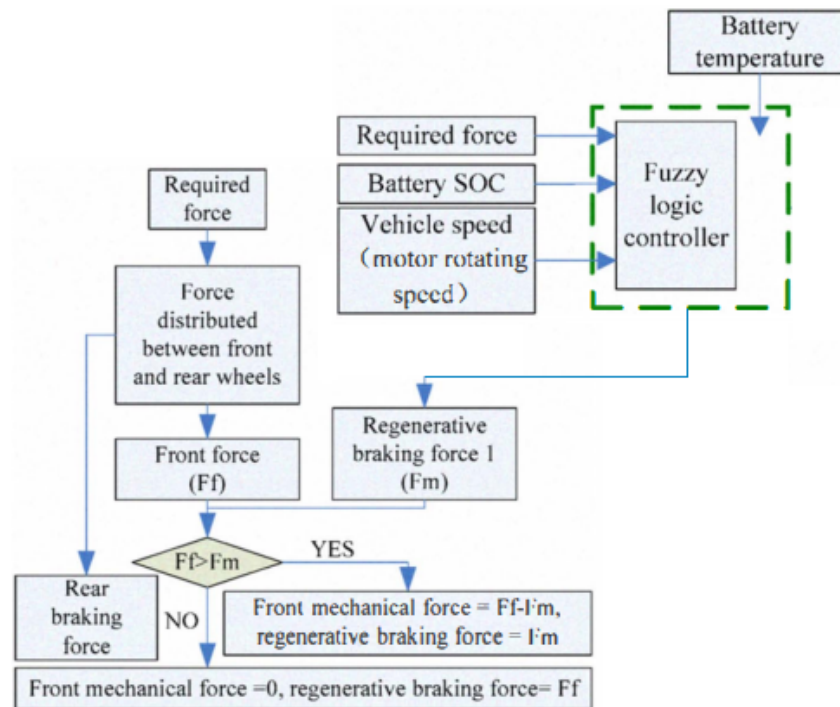 Battery
temperature
Required force
Battery SOC
Vehicle speed
（motor rotating
speed）
Fuzzy
logic
controller
Required
force
Force
distributed
between front
and rear wheels
Front force
(Ff)
Regenerative
braking force 1
(Fm)
Ff>Fm
YES
NO
Rear
braking
force
Front mechanical force = Ff-Fm,
regenerative braking force = Fm
Front mechanical force =0, regenerative braking force= Ff